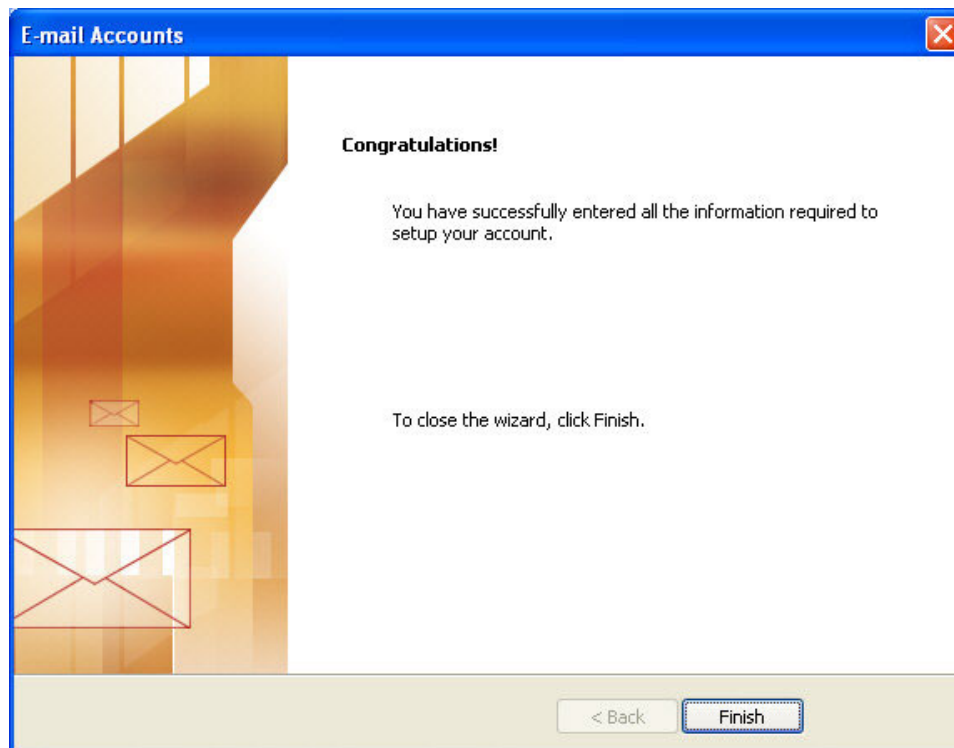 E-mail Accounts
Congratulations!
You have successfully entered all the information required to
setup your account.
To close the wizard, click Finish.
< Back
Finish